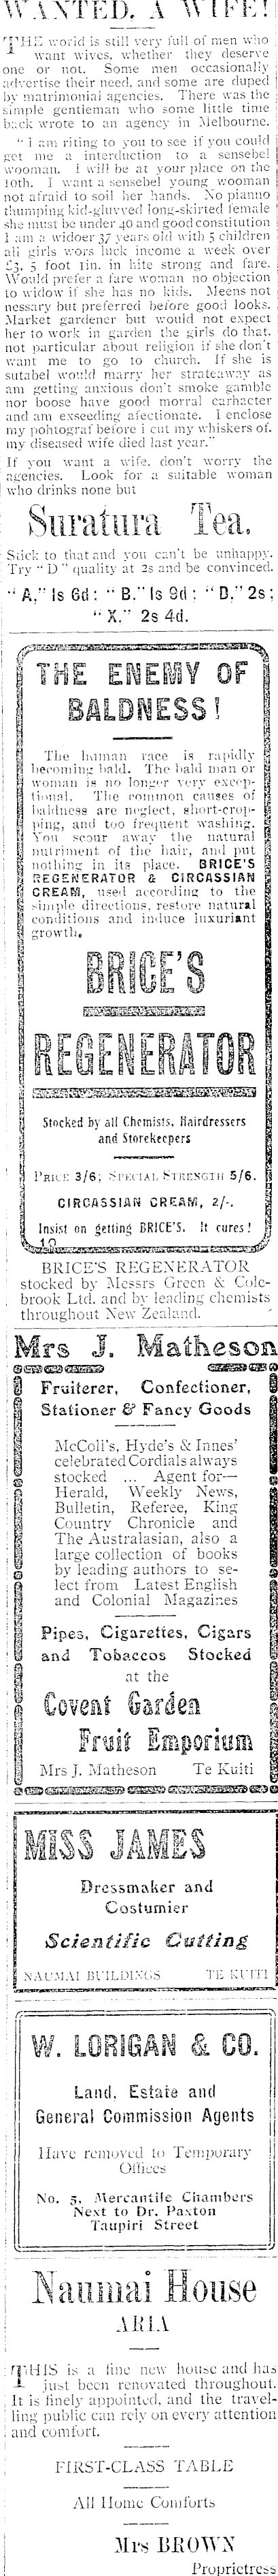 WANTED, A WIFE!
THE world is still very full of men who
want wives, whether they deserve
one or not. Some men occasionally
advertise their need, and some are duped
by matrimonial agencies. There was the
simple gentleman who some little time
back wrote to an agency in Melbourne.
"I am riting to you to see if you could
get me a interduction to a sensebel
wooman. I will be at your place on the
10th. I want a sensebel young wooman
not afraid to soil her hands. No pianno
thumping kid-gluvved long-skirted female
she must be under 40 and good constitution
I am a widoer 37 years old with 5 children
all girls wors luck income a week over
£3. 5 foot 1in. in hite strong and fare.
Would prefer a fare woman no objection
to widow if she has no kids. Meens not
nessary but preferred before good looks.
Market gardener but would not expect
her to work in garden the girls do that.
not particular about religion if she don't
want me to go to church. If she is
sutabel would marry her strateaway as
am getting anxious don't smoke gamble
nor boose have good morral carhacter
and am exseeding afectionate. I enclose
my pohtograf before i cut my whiskers of.
my diseased wife died last year."
If you want a wife, don't worry the
agencies. Look for a suitable woman
who drinks none but
Suratura Tea.
Stick to that and you can't be unhappy.
Try "D" quality at 2s and be convinced.
"A." 1s 6d: "B." 1s 9d: "D." 2s;
"X." 2s 4d.
THE ENEMY OF
BALDNESS!
The human race is rapidly
becoming bald. The bald man or
woman is no longer very excep-
tional. The common causes of
baldness are neglect, short-crop-
ping, and too frequent washing.
You scour away the natural
nutriment of the hair, and put
nothing in its place. BRICE'S
REGENERATOR & CIRCASSIAN
CREAM, used according to the
simple directions, restore natural
conditions and induce luxuriant
growth.
BRICE'S
REGENERATOR
Stocked by all Chemists, Hairdressers
and Storekeepers
PRICE 3/6; SPECIAL STRENGTH 5/6.
CIRCASSIAN CREAM, 2/-.
Insist on getting BRICE'S. It cures!
10
BRICE'S REGENERATOR
stocked by Messrs Green & Cole-
brook Ltd. and by leading chemists
throughout New Zealand.
Mrs J. Matheson
Fruiterer, Confectioner,
Stationer & Fancy Goods
McColl's, Hyde's & Innes'
celebrated Cordials always
stocked ... Agent for—
Herald, Weekly News,
Bulletin, Referee, King
Country Chronicle and
The Australasian, also a
large collection of books
by leading authors to se-
lect from Latest English
and Colonial Magazines
Pipes, Cigarettes, Cigars
and Tobaccos Stocked
at the
Covent Garden
Fruit Emporium
Mrs J. Matheson Te Kuiti
MISS JAMES
Dressmaker and
Costumier
Scientific Cutting
NAUMAI BUILDINGS TE KUITI
W. LORIGAN & CO.
Land, Estate and
General Commission Agents
Have removed to Temporary
Offices
No. 5, Mercantile Chambers
Next to Dr. Paxton
Taupiri Street
Naumai House
ARIA
THIS is a fine new house and has
just been renovated throughout.
It is finely appointed, and the travel-
ling public can rely on every attention
and comfort.
FIRST-CLASS TABLE
All Home Comforts
Mrs BROWN
Proprietress